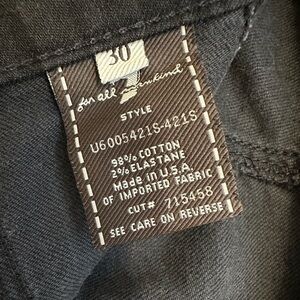 30
7
for all mankind
STYLE
U6005421S-421S
98% COTTON
2% ELASTANE
Made in U.S.A.
OF IMPORTED FABRIC
CUT# 715458
SEE CARE ON REVERSE